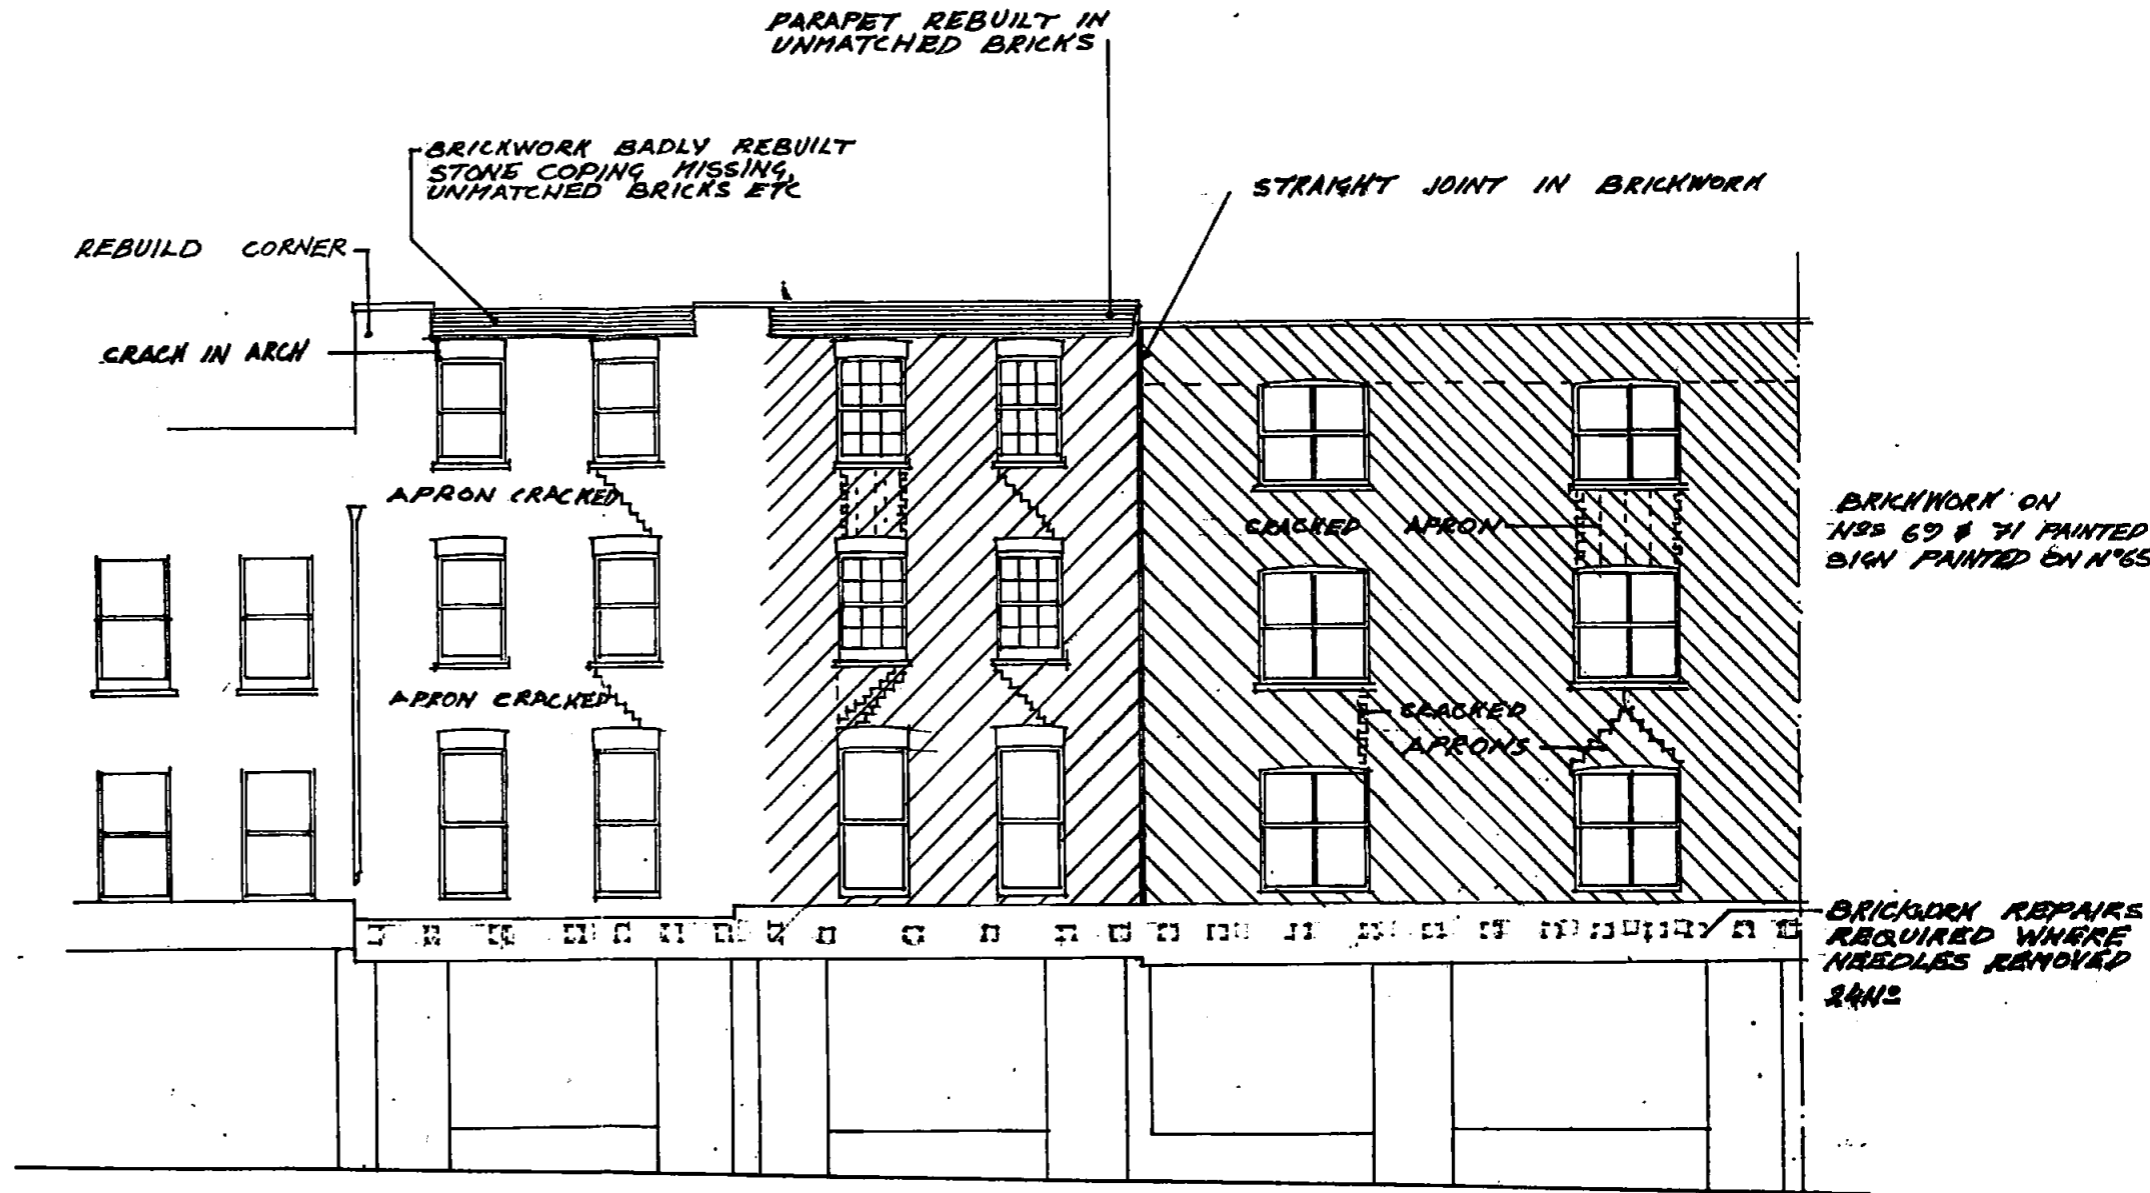 PARAPET REBUILT IN
UNMATCHED BRICKS
BRICKWORK BADLY REBUILT
STONE COPING MISSING,
UNMATCHED BRICKS ETC
STRAIGHT JOINT IN BRICKWORK
REBUILD CORNER
CRACK IN ARCH
APRON CRACKED
CRACKED APRON
BRICKWORK ON
Nos 69 & 71 PAINTED
SIGN PAINTED ON No65
APRON CRACKED
CRACKED
APRONS
BRICKWORK REPAIRS
REQUIRED WHERE
NEEDLES REMOVED
24No